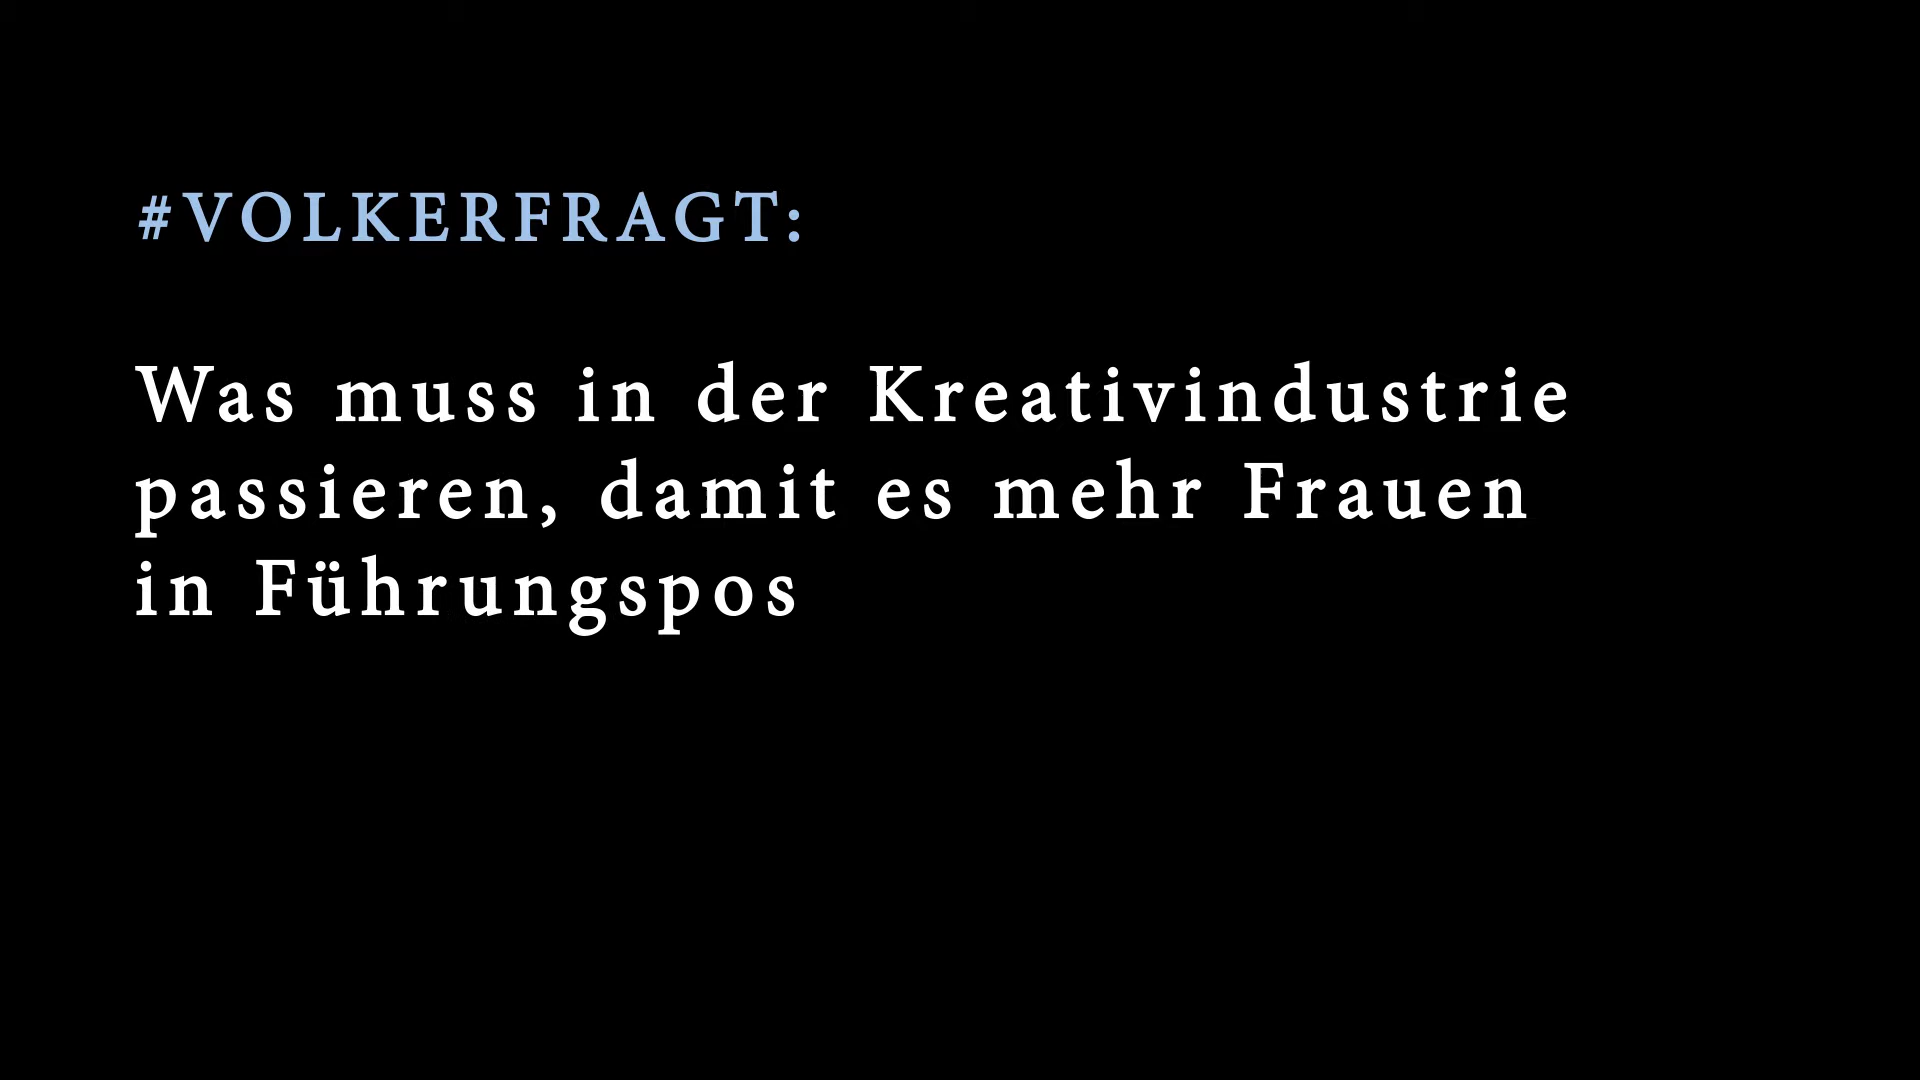 #VOLKERFRAGT:
Was muss in der Kreativindustrie
passieren, damit es mehr Frauen
in Führungspos